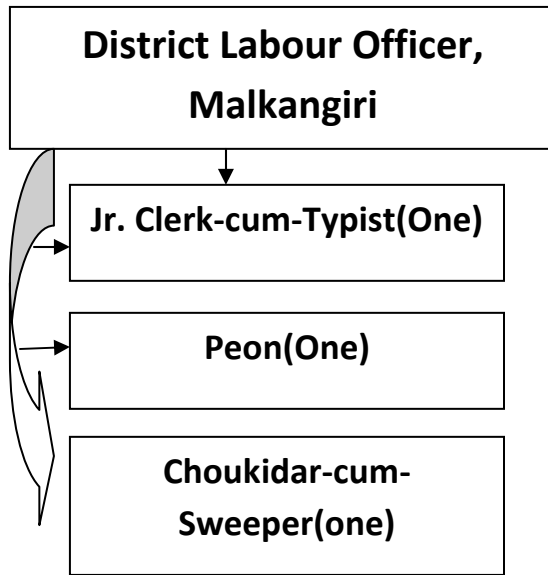 District Labour Officer,
Malkangiri
Jr. Clerk-cum-Typist(One)
Peon(One)
Choukidar-cum-
Sweeper(one)